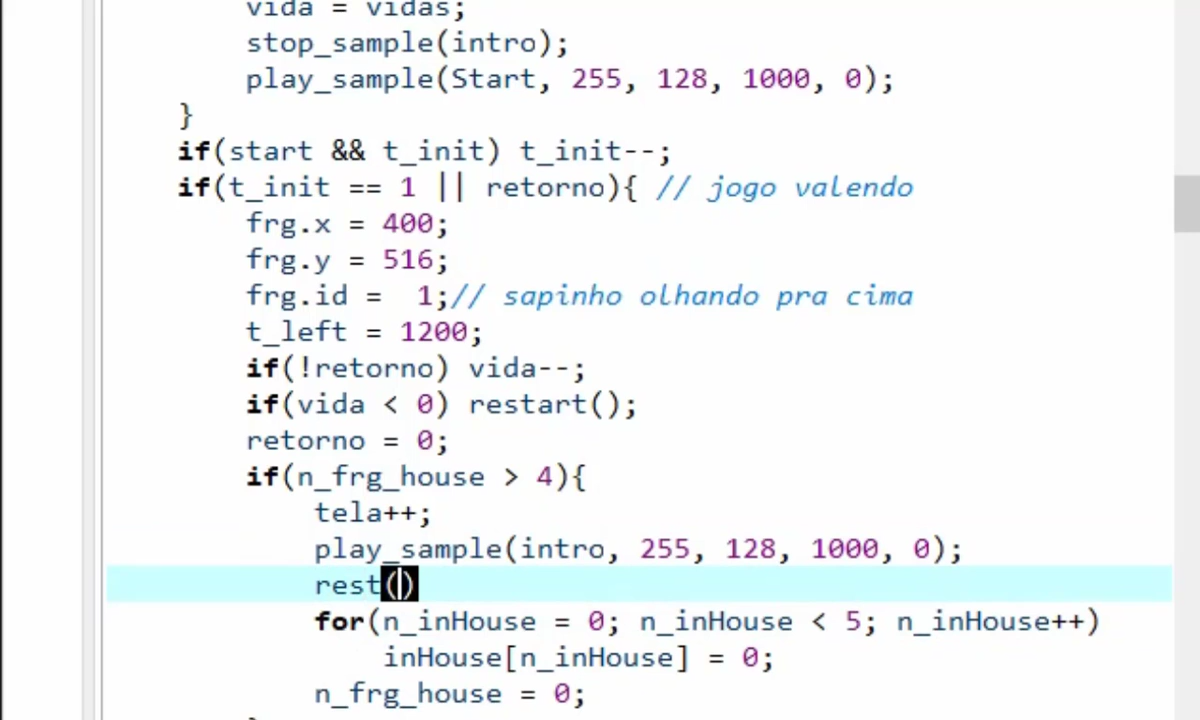 vida = vidas;
stop_sample(intro);
play_sample(Start, 255, 128, 1000, 0);
}
if(start && t_init) t_init--;
if(t_init == 1 || retorno){ // jogo valendo
frg.x = 400;
frg.y = 516;
frg.id =  1;// sapinho olhando pra cima
t_left = 1200;
if(!retorno) vida--;
if(vida < 0) restart();
retorno = 0;
if(n_frg_house > 4){
tela++;
play_sample(intro, 255, 128, 1000, 0);
rest()
for(n_inHouse = 0; n_inHouse < 5; n_inHouse++)
inHouse[n_inHouse] = 0;
n_frg_house = 0;